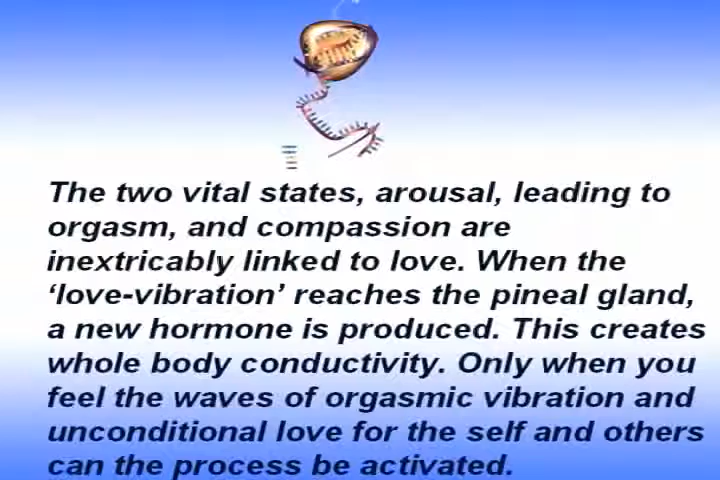 The two vital states, arousal, leading to
orgasm, and compassion are
inextricably linked to love. When the
‘love-vibration’ reaches the pineal gland,
a new hormone is produced. This creates
whole body conductivity. Only when you
feel the waves of orgasmic vibration and
unconditional love for the self and others
can the process be activated.